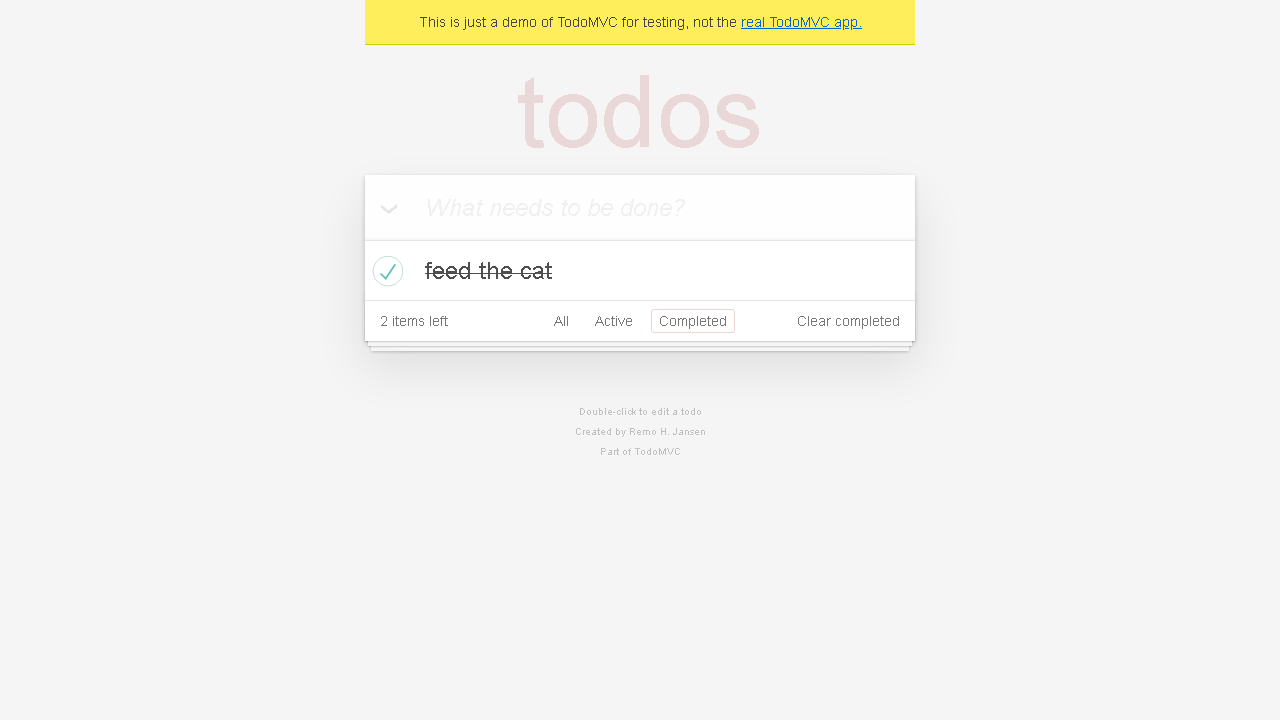 This is just a demo of TodoMVC for testing, not the real TodoMVC app.
todos
What needs to be done?
feed the cat
2 items left All Active Completed Clear completed
Double-click to edit a todo
Created by Remo H. Jansen
Part of TodoMVC